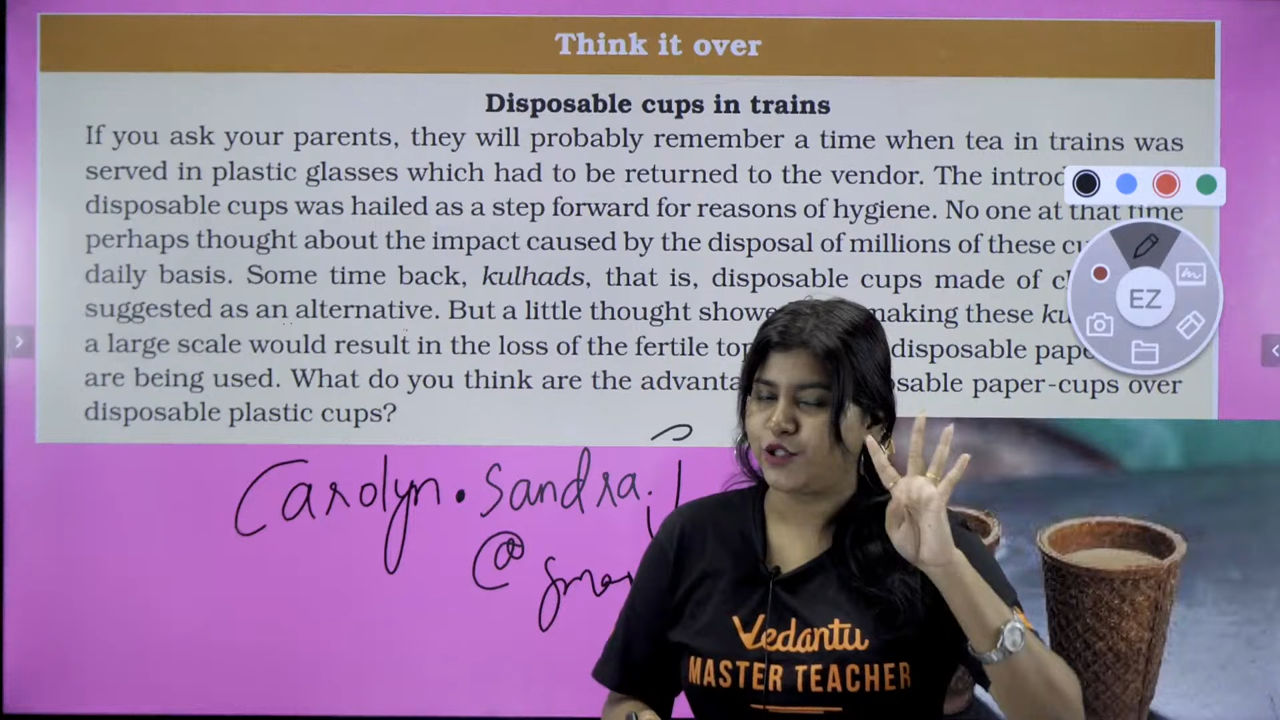 Think it over
Disposable cups in trains
If you ask your parents, they will probably remember a time when tea in trains was
served in plastic glasses which had to be returned to the vendor. The
disposable cups was hailed as a step forward for reasons of hygiene. No one at that time
perhaps thought about the impact caused by the disposal of millions of these
daily basis. Some time back, kulhads, that is, disposable cups made of
suggested as an alternative. But a little thought making these
a large scale would result in the loss of the fertile disposable
are being used. What do you think are the paper-cups over
disposable plastic cups?
Carolyn.Sandra.
@
EZ
Vedantu
MASTER TEACHER